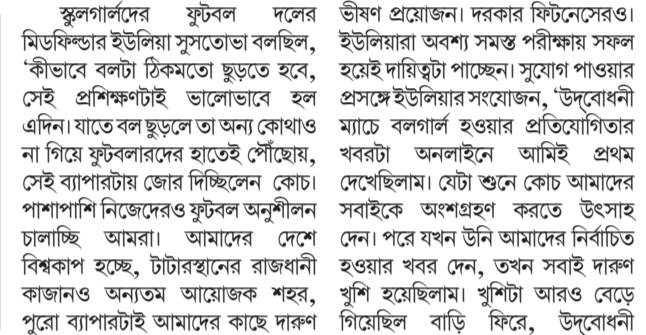 স্কুলগার্লদের ফুটবল দলের
মিডফিল্ডার ইউলিয়া সুসতোভা বলছিল,
‘কীভাবে বলটা ঠিকমতো ছুড়তে হবে,
সেই প্রশিক্ষণটাই ভালোভাবে হল
এদিন। যাতে বল ছুড়লে তা অন্য কোথাও
না গিয়ে ফুটবলারদের হাতেই পৌঁছোয়,
সেই ব্যাপারটায় জোর দিচ্ছিলেন কোচ।
পাশাপাশি নিজেদেরও ফুটবল অনুশীলন
চালাচ্ছি আমরা। আমাদের দেশে
বিশ্বকাপ হচ্ছে, টাটারস্থানের রাজধানী
কাজানও অন্যতম আয়োজক শহর,
পুরো ব্যাপারটাই আমাদের কাছে দারুণ
ভীষণ প্রয়োজন। দরকার ফিটনেসেরও।
ইউলিয়ারা অবশ্য সমস্ত পরীক্ষায় সফল
হয়েই দায়িত্বটা পাচ্ছেন। সুযোগ পাওয়ার
প্রসঙ্গে ইউলিয়ার সংযোজন, ‘উদ্‌বোধনী
ম্যাচে বলগার্ল হওয়ার প্রতিযোগিতার
খবরটা অনলাইনে আমিই প্রথম
দেখেছিলাম। যেটা শুনে কোচ আমাদের
সবাইকে অংশগ্রহণ করতে উৎসাহ
দেন। পরে যখন উনি আমাদের নির্বাচিত
হওয়ার খবর দেন, তখন সবাই দারুণ
খুশি হয়েছিলাম। খুশিটা আরও বেড়ে
গিয়েছিল বাড়ি ফিরে, উদ্‌বোধনী